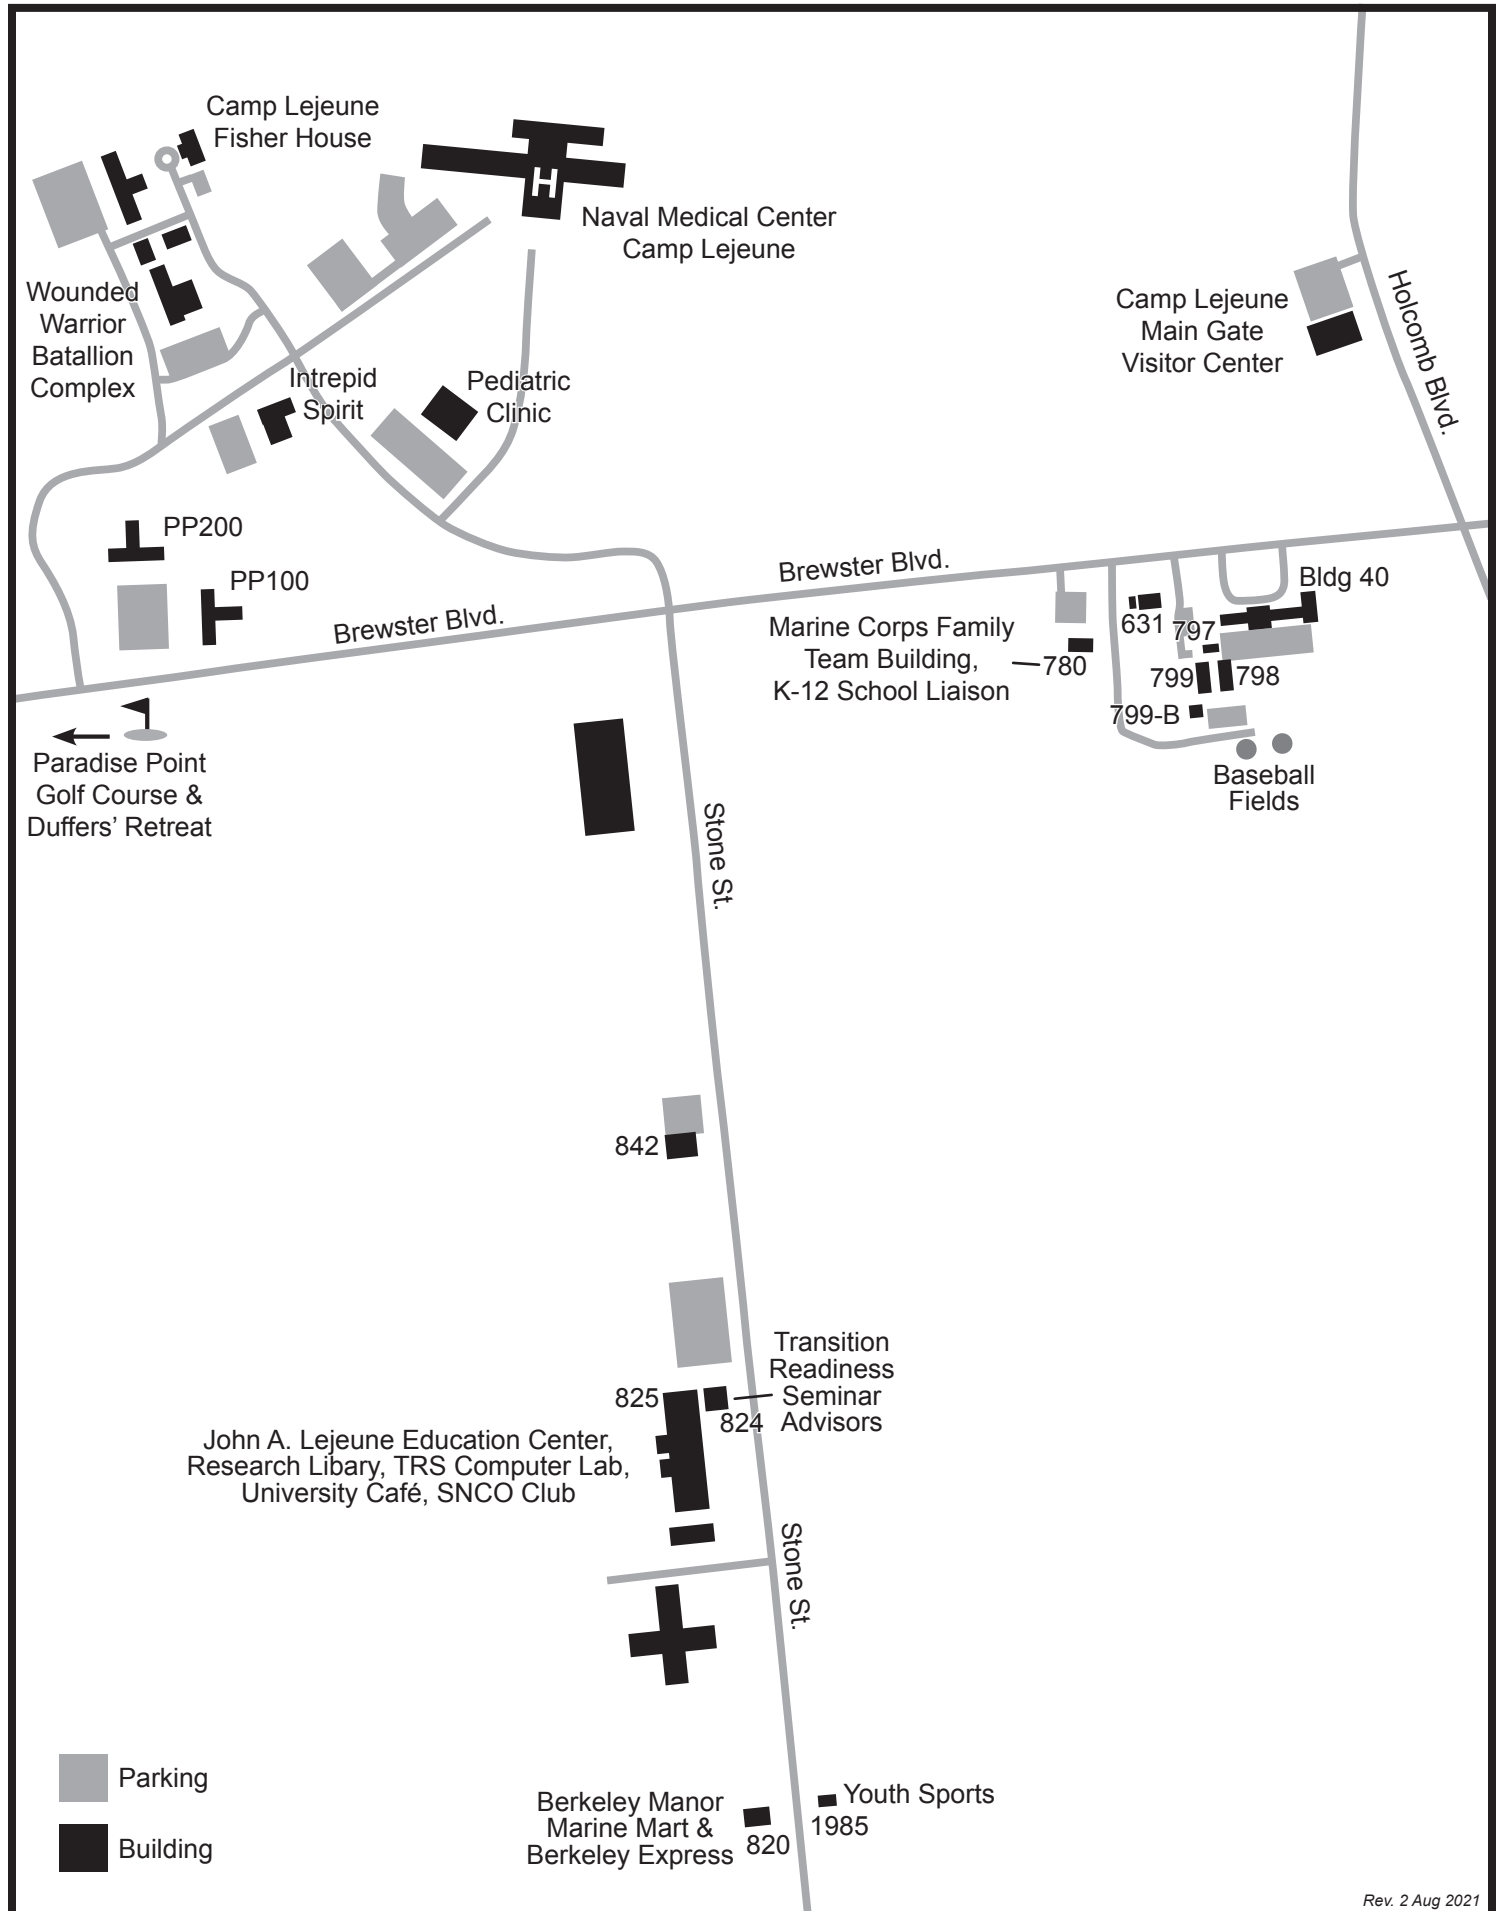 Camp Lejeune
Fisher House
H
Naval Medical Center
Camp Lejeune
Wounded
Warrior
Batallion
Complex
Camp Lejeune
Main Gate
Visitor Center
Holcomb Blvd.
Intrepid
Spirit
Pediatric
Clinic
PP200
PP100
Brewster Blvd.
Brewster Blvd.
Bldg 40
Marine Corps Family
Team Building,
K-12 School Liaison
780
631
797
799
798
799-B
Baseball
Fields
Paradise Point
Golf Course &
Duffers’ Retreat
Stone St.
842
Transition
Readiness
Seminar
Advisors
825
824
John A. Lejeune Education Center,
Research Libary, TRS Computer Lab,
University Café, SNCO Club
Stone St.
Parking
Building
Berkeley Manor
Marine Mart &
Berkeley Express
820
Youth Sports
1985
Rev. 2 Aug 2021